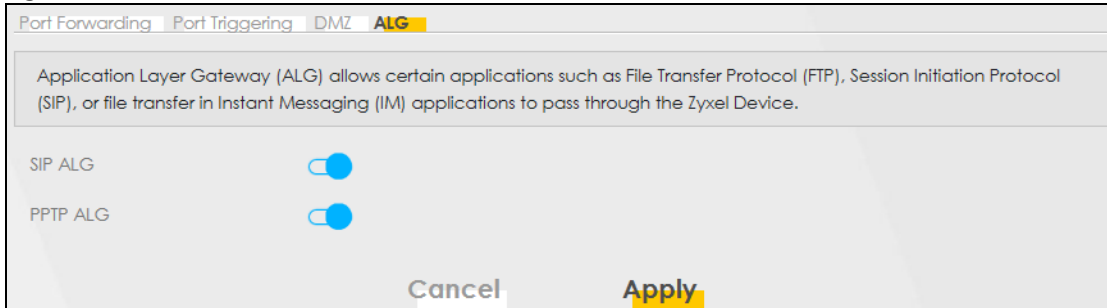 Port Forwarding Port Triggering DMZ ALG
Application Layer Gateway (ALG) allows certain applications such as File Transfer Protocol (FTP), Session Initiation Protocol
(SIP), or file transfer in Instant Messaging (IM) applications to pass through the Zyxel Device.
SIP ALG
PPTP ALG
Cancel Apply